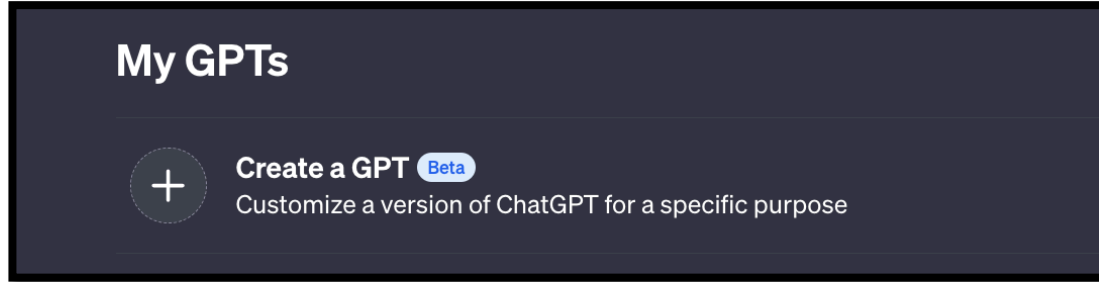 My GPTs
Create a GPT Beta
Customize a version of ChatGPT for a specific purpose